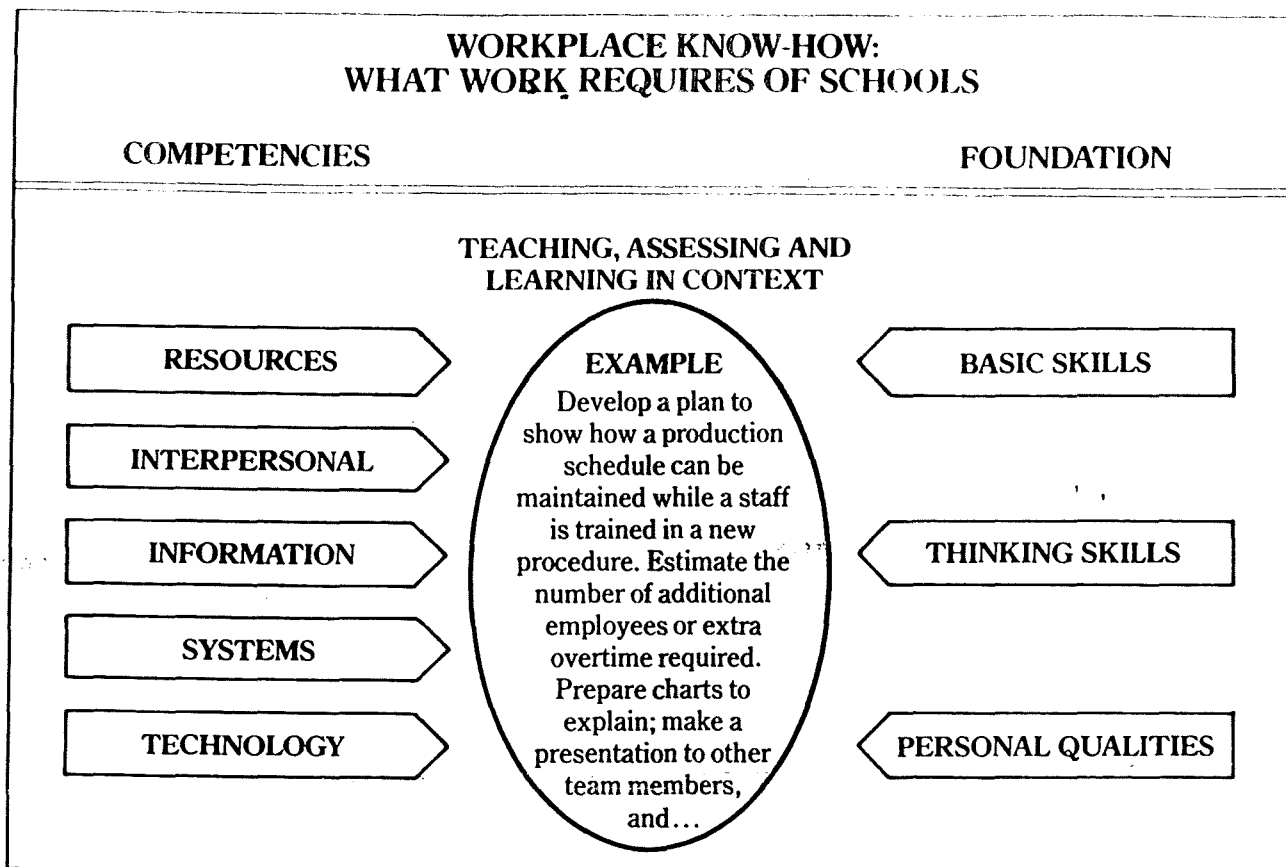 WORKPLACE KNOW-HOW:
WHAT WORK REQUIRES OF SCHOOLS
COMPETENCIES
FOUNDATION
TEACHING, ASSESSING AND
LEARNING IN CONTEXT
RESOURCES
INTERPERSONAL
INFORMATION
SYSTEMS
TECHNOLOGY
EXAMPLE
Develop a plan to
show how a production
schedule can be
maintained while a staff
is trained in a new
procedure. Estimate the
number of additional
employees or extra
overtime required.
Prepare charts to
explain; make a
presentation to other
team members,
and...
BASIC SKILLS
THINKING SKILLS
PERSONAL QUALITIES